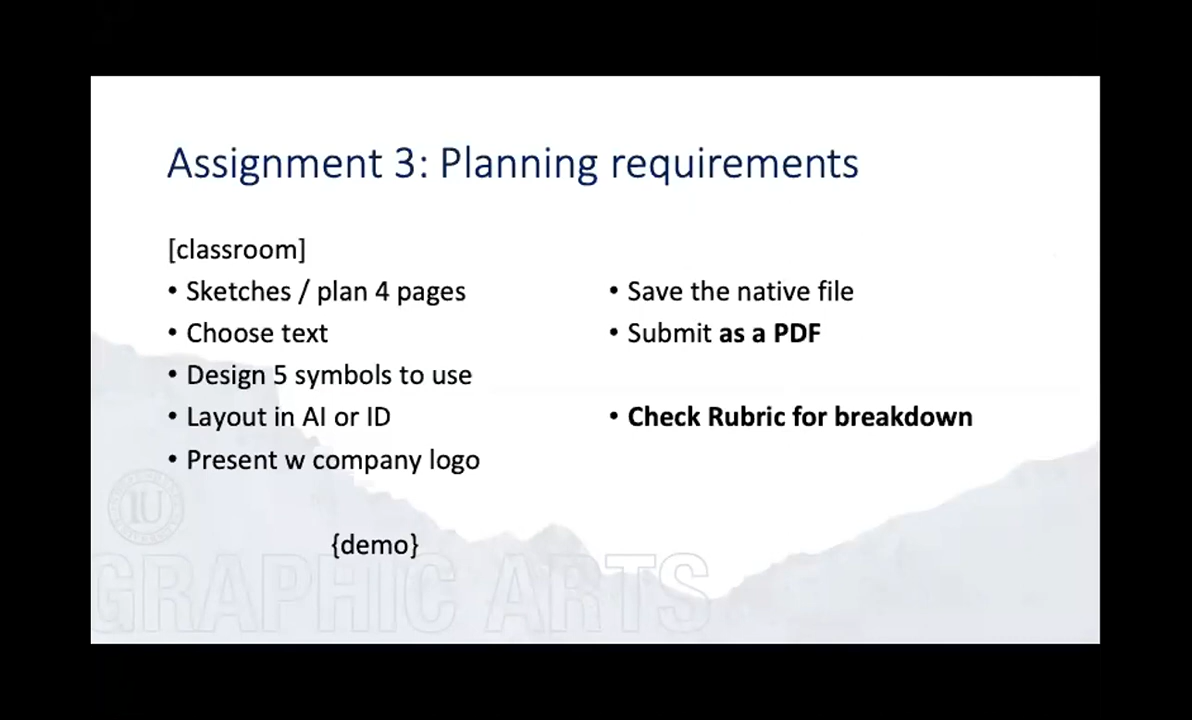 Assignment 3: Planning requirements
[classroom]
• Sketches / plan 4 pages
• Choose text
• Design 5 symbols to use
• Layout in AI or ID
• Present w company logo
{demo}
• Save the native file
• Submit as a PDF
• Check Rubric for breakdown
IU
GRAPHIC ARTS